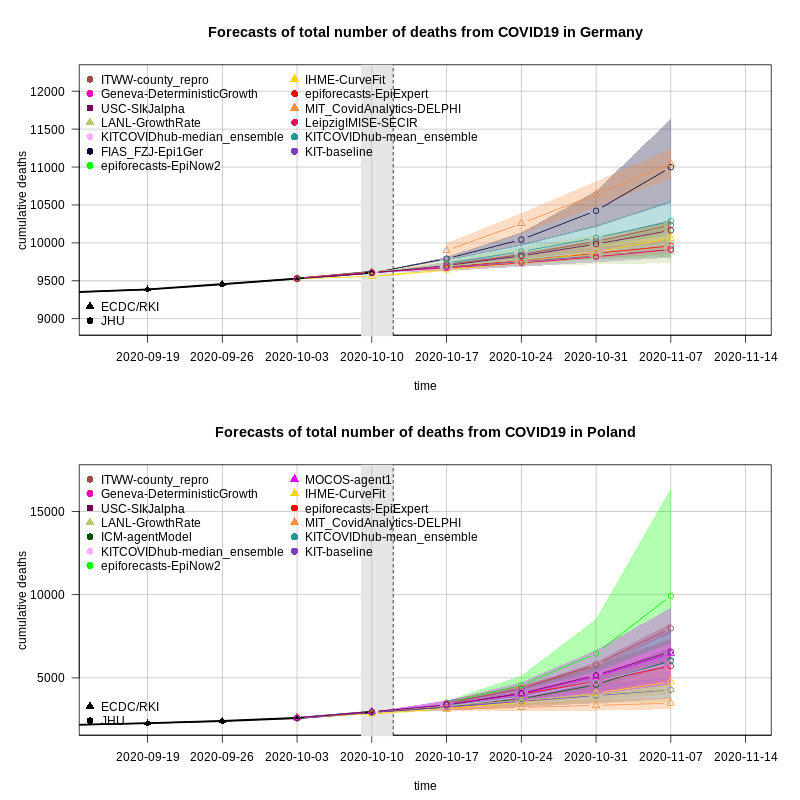 Forecasts of total number of deaths from COVID19 in Germany
cumulative deaths
12000
11500
11000
10500
10000
9500
9000
ITWW-county_repro
Geneva-DeterministicGrowth
USC-SIkJalpha
LANL-GrowthRate
KITCOVIDhub-median_ensemble
FIAS_FZJ-Epi1Ger
epiforecasts-EpiNow2
IHME-CurveFit
epiforecasts-EpiExpert
MIT_CovidAnalytics-DELPHI
LeipzigIMISE-SECIR
KITCOVIDhub-mean_ensemble
KIT-baseline
ECDC/RKI
JHU
2020-09-19 2020-09-26 2020-10-03 2020-10-10 2020-10-17 2020-10-24 2020-10-31 2020-11-07 2020-11-14
time
Forecasts of total number of deaths from COVID19 in Poland
cumulative deaths
15000
10000
5000
ITWW-county_repro
Geneva-DeterministicGrowth
USC-SIkJalpha
LANL-GrowthRate
ICM-agentModel
KITCOVIDhub-median_ensemble
epiforecasts-EpiNow2
MOCOS-agent1
IHME-CurveFit
epiforecasts-EpiExpert
MIT_CovidAnalytics-DELPHI
KITCOVIDhub-mean_ensemble
KIT-baseline
ECDC/RKI
JHU
2020-09-19 2020-09-26 2020-10-03 2020-10-10 2020-10-17 2020-10-24 2020-10-31 2020-11-07 2020-11-14
time